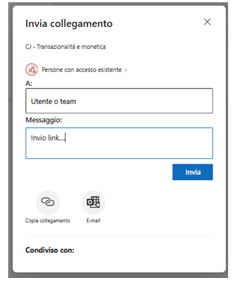 Invia collegamento
CJ - Transazionalità e monetica
Persone con accesso esistente
A:
Utente o team
Messaggio:
Invio link...
Invia
Copia collegamento
E-mail
Condiviso con: